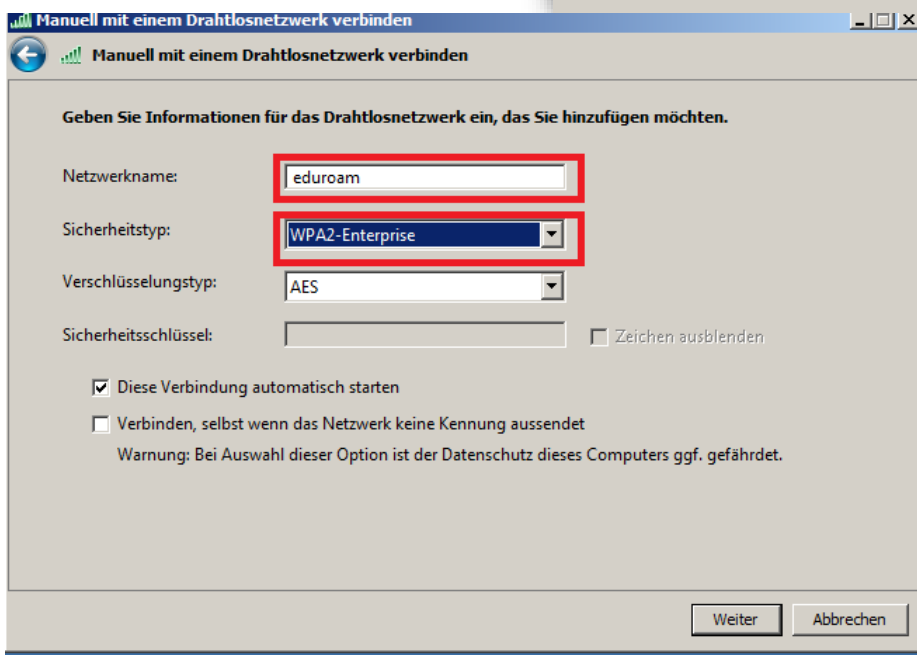 Manuell mit einem Drahtlosnetzwerk verbinden
Manuell mit einem Drahtlosnetzwerk verbinden
Geben Sie Informationen für das Drahtlosnetzwerk ein, das Sie hinzufügen möchten.
Netzwerkname: eduroam
Sicherheitstyp: WPA2-Enterprise
Verschlüsselungstyp: AES
Sicherheitsschlüssel: Zeichen ausblenden
Diese Verbindung automatisch starten
Verbinden, selbst wenn das Netzwerk keine Kennung aussendet
Warnung: Bei Auswahl dieser Option ist der Datenschutz dieses Computers ggf. gefährdet.
Weiter Abbrechen